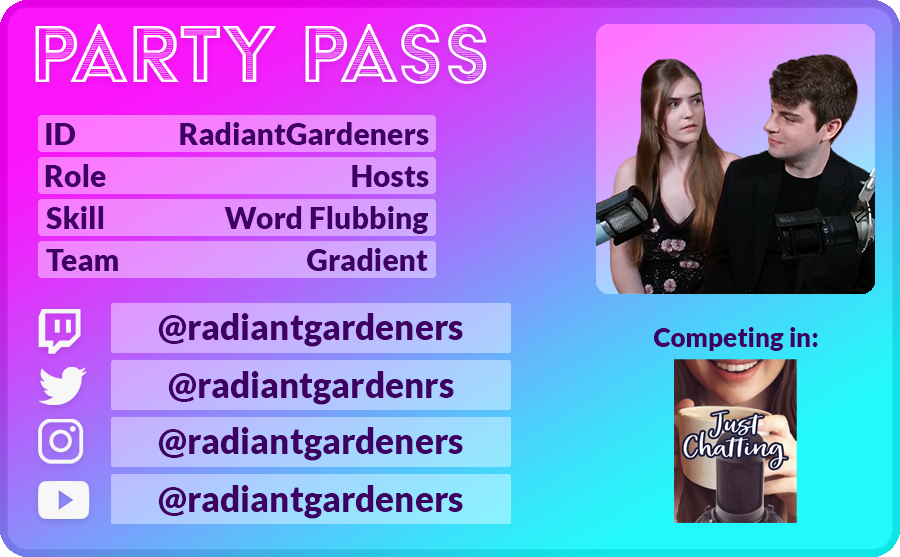 PARTY PASS
ID RadiantGardeners
Role Hosts
Skill Word Flubbing
Team Gradient
@radiantgardeners
@radiantgardenrs
@radiantgardeners
@radiantgardeners
Competing in:
Just
Chatting